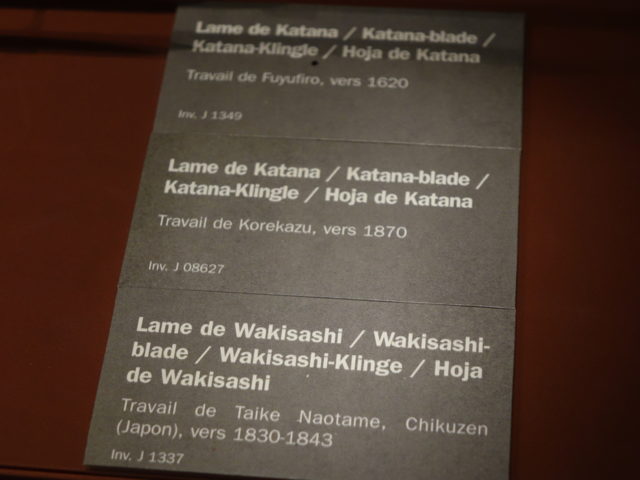 Lame de Katana / Katana-blade /
Katana-Klingle / Hoja de Katana
Travail de Fuyufiro, vers 1620
Inv. J 1349
Lame de Katana / Katana-blade /
Katana-Klingle / Hoja de Katana
Travail de Korekazu, vers 1870
Inv. J 08627
Lame de Wakisashi / Wakisashi-
blade / Wakisashi-Klinge / Hoja
de Wakisashi
Travail de Taike Naotame, Chikuzen
(Japon), vers 1830-1843
Inv. J 1337